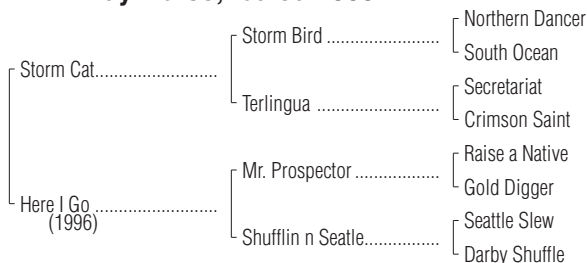 Northern Dancer
Storm Bird ........................
South Ocean
Storm Cat..........................
Secretariat
Terlingua ..........................
Crimson Saint
Raise a Native
Mr. Prospector ..................
Gold Digger
Here I Go ..........................
(1996)
Seattle Slew
Shufflin n Seatle................
Darby Shuffle